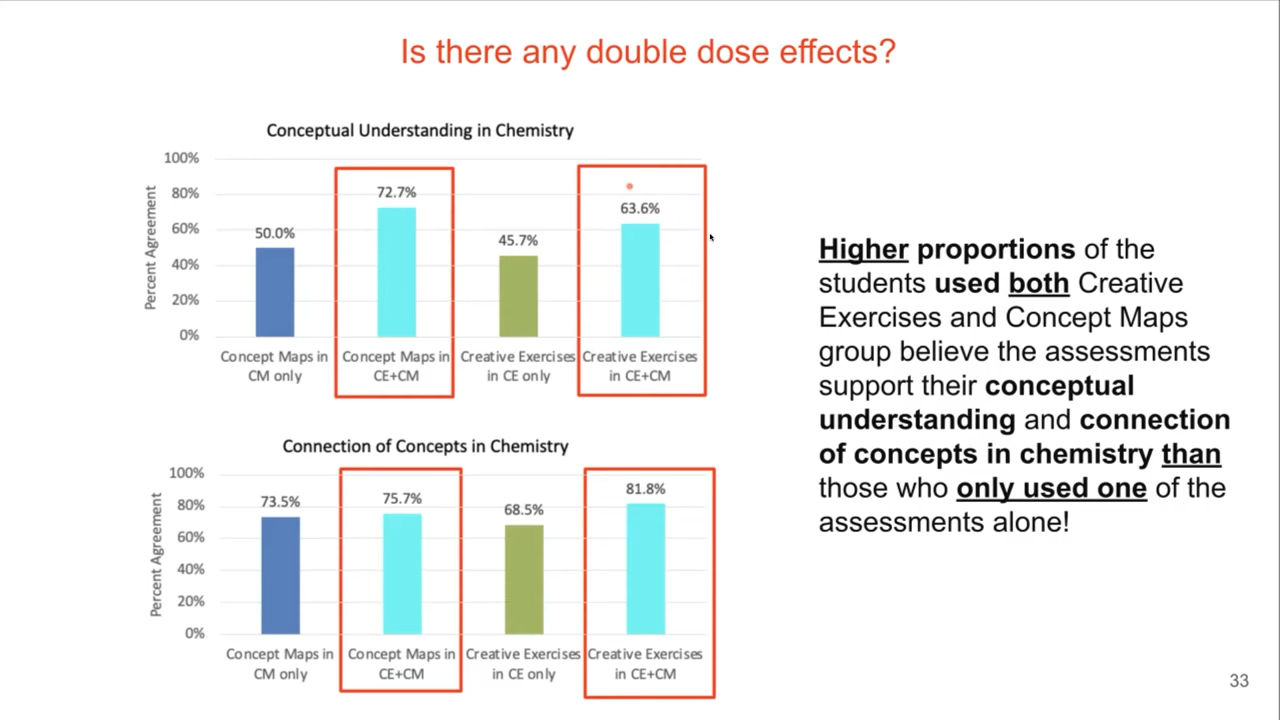 Is there any double dose effects?
Conceptual Understanding in Chemistry
Percent Agreement
100%
80%
60%
40%
20%
0%
50.0%
72.7%
45.7%
63.6%
Concept Maps in
CM only
Concept Maps in
CE+CM
Creative Exercises
in CE only
Creative Exercises
in CE+CM
Connection of Concepts in Chemistry
Percent Agreement
100%
80%
60%
40%
20%
0%
73.5%
75.7%
68.5%
81.8%
Concept Maps in
CM only
Concept Maps in
CE+CM
Creative Exercises
in CE only
Creative Exercises
in CE+CM
Higher proportions of the
students used both Creative
Exercises and Concept Maps
group believe the assessments
support their conceptual
understanding and connection
of concepts in chemistry than
those who only used one of the
assessments alone!
33